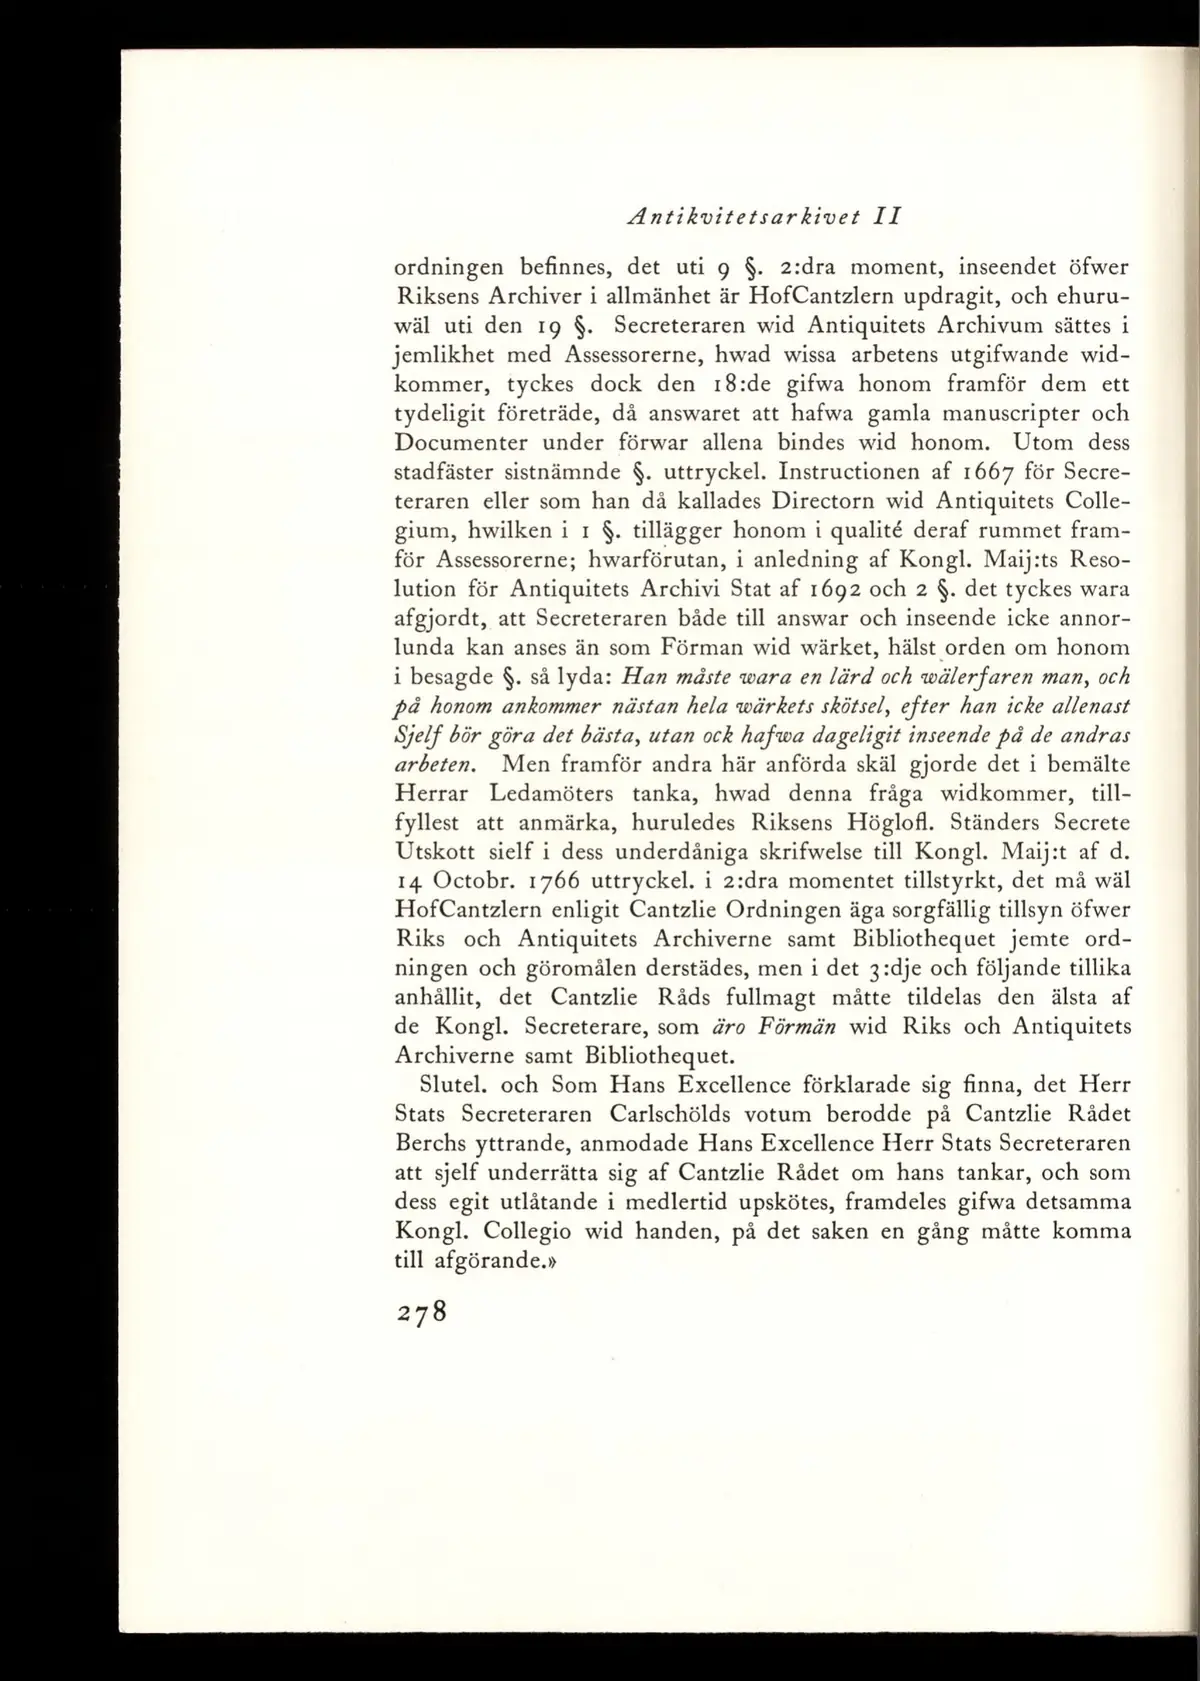 Antikvitetsarkivet II
ordningen befinnes, det uti 9 §. 2:dra moment, inseendet öfwer
Riksens Archiver i allmänhet är HofCantzlern updragit, och ehuru-
wäl uti den 19 §. Secreteraren wid Antiquitets Archivum sättes i
jemlikhet med Assessorerne, hwad wissa arbetens utgifwande wid-
kommer, tyckes dock den 18:de gifwa honom framför dem ett
tydeligit företräde, då answaret att hafwa gamla manuscripter och
Documenter under förwar allena bindes wid honom. Utom dess
stadfäster sistnämnde §. uttryckel. Instructionen af 1667 för Secre-
teraren eller som han då kallades Directorn wid Antiquitets Colle-
gium, hwilken i 1 §. tillägger honom i qualité deraf rummet fram-
för Assessorerne; hwarförutan, i anledning af Kongl. Maij:ts Reso-
lution för Antiquitets Archivi Stat af 1692 och 2 §. det tyckes wara
afgjordt, att Secreteraren både till answar och inseende icke annor-
lunda kan anses än som Förman wid wärket, hälst orden om honom
i besagde §. så lyda: Han måste wara en lärd och wälerfaren man, och
på honom ankommer nästan hela wärkets skötsel, efter han icke allenast
Sjelf bör göra det bästa, utan ock hafwa dageligit inseende på de andras
arbeten. Men framför andra här anförda skäl gjorde det i bemälte
Herrar Ledamöters tanka, hwad denna fråga widkommer, till-
fyllest att anmärka, huruledes Riksens Höglofl. Ständers Secrete
Utskott sielf i dess underdåniga skrifwelse till Kongl. Maij:t af d.
14 Octobr. 1766 uttryckel. i 2:dra momentet tillstyrkt, det må wäl
HofCantzlern enligit Cantzlie Ordningen äga sorgfällig tillsyn öfwer
Riks och Antiquitets Archiverne samt Bibliothequet jemte ord-
ningen och göromålen derstädes, men i det 3:dje och följande tillika
anhållit, det Cantzlie Råds fullmagt måtte tildelas den älsta af
de Kongl. Secreterare, som äro Förmän wid Riks och Antiquitets
Archiverne samt Bibliothequet.
Slutel. och Som Hans Excellence förklarade sig finna, det Herr
Stats Secreteraren Carlschölds votum berodde på Cantzlie Rådet
Berchs yttrande, anmodade Hans Excellence Herr Stats Secreteraren
att sjelf underrätta sig af Cantzlie Rådet om hans tankar, och som
dess egit utlåtande i medlertid upskötes, framdeles gifwa detsamma
Kongl. Collegio wid handen, på det saken en gång måtte komma
till afgörande.»
278